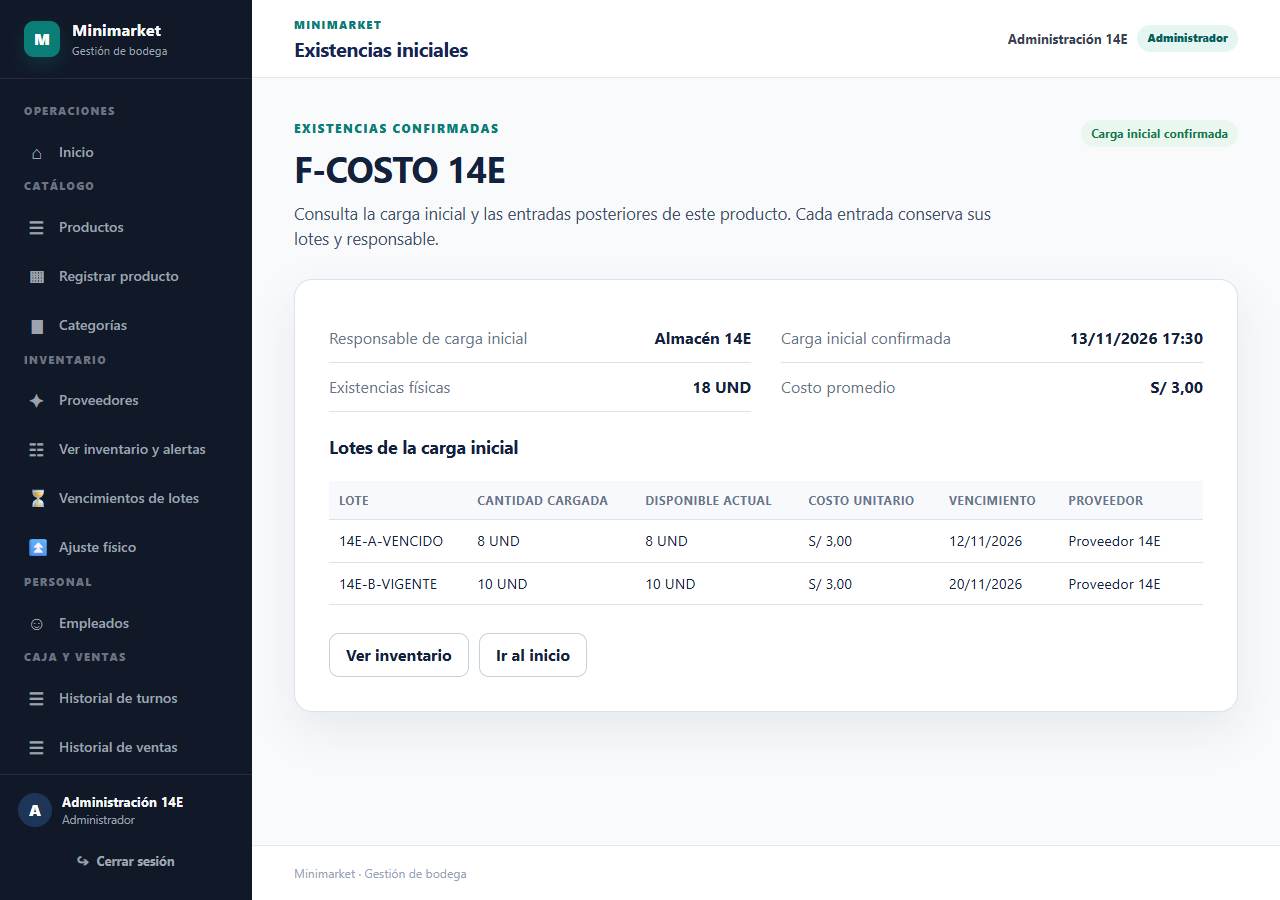 M
Minimarket
Gestión de bodega
OPERACIONES
Inicio
CATÁLOGO
Productos
Registrar producto
Categorías
INVENTARIO
Proveedores
Ver inventario y alertas
Vencimientos de lotes
Ajuste físico
PERSONAL
Empleados
CAJA Y VENTAS
Historial de turnos
Historial de ventas
A
Administración 14E
Administrador
Cerrar sesión
MINIMARKET
Existencias iniciales
Administración 14E Administrador
EXISTENCIAS CONFIRMADAS
Carga inicial confirmada
F-COSTO 14E
Consulta la carga inicial y las entradas posteriores de este producto. Cada entrada conserva sus
lotes y responsable.
Responsable de carga inicial Almacén 14E Carga inicial confirmada 13/11/2026 17:30
Existencias físicas 18 UND Costo promedio S/ 3,00
Lotes de la carga inicial
LOTE CANTIDAD CARGADA DISPONIBLE ACTUAL COSTO UNITARIO VENCIMIENTO PROVEEDOR
14E-A-VENCIDO 8 UND 8 UND S/ 3,00 12/11/2026 Proveedor 14E
14E-B-VIGENTE 10 UND 10 UND S/ 3,00 20/11/2026 Proveedor 14E
Ver inventario Ir al inicio
Minimarket · Gestión de bodega